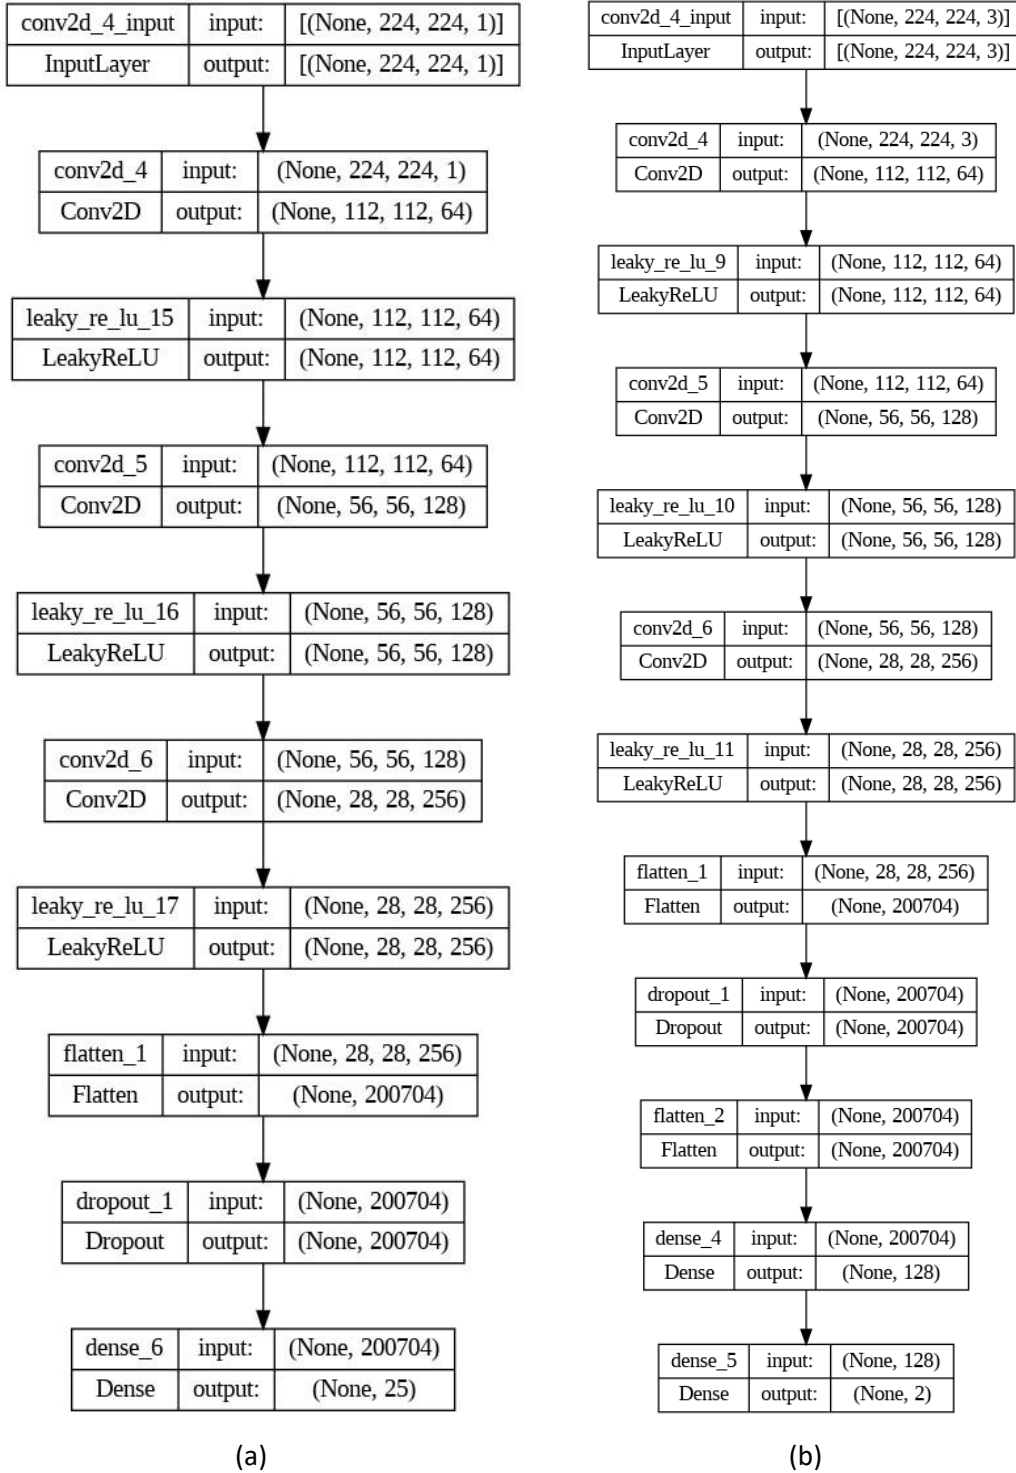 conv2d_4_input input: [(None, 224, 224, 1)]
InputLayer output: [(None, 224, 224, 1)]
conv2d_4 input: (None, 224, 224, 1)
Conv2D output: (None, 112, 112, 64)
leaky_re_lu_15 input: (None, 112, 112, 64)
LeakyReLU output: (None, 112, 112, 64)
conv2d_5 input: (None, 112, 112, 64)
Conv2D output: (None, 56, 56, 128)
leaky_re_lu_16 input: (None, 56, 56, 128)
LeakyReLU output: (None, 56, 56, 128)
conv2d_6 input: (None, 56, 56, 128)
Conv2D output: (None, 28, 28, 256)
leaky_re_lu_17 input: (None, 28, 28, 256)
LeakyReLU output: (None, 28, 28, 256)
flatten_1 input: (None, 28, 28, 256)
Flatten output: (None, 200704)
dropout_1 input: (None, 200704)
Dropout output: (None, 200704)
dense_6 input: (None, 200704)
Dense output: (None, 25)
(a)
conv2d_4_input input: [(None, 224, 224, 3)]
InputLayer output: [(None, 224, 224, 3)]
conv2d_4 input: (None, 224, 224, 3)
Conv2D output: (None, 112, 112, 64)
leaky_re_lu_9 input: (None, 112, 112, 64)
LeakyReLU output: (None, 112, 112, 64)
conv2d_5 input: (None, 112, 112, 64)
Conv2D output: (None, 56, 56, 128)
leaky_re_lu_10 input: (None, 56, 56, 128)
LeakyReLU output: (None, 56, 56, 128)
conv2d_6 input: (None, 56, 56, 128)
Conv2D output: (None, 28, 28, 256)
leaky_re_lu_11 input: (None, 28, 28, 256)
LeakyReLU output: (None, 28, 28, 256)
flatten_1 input: (None, 28, 28, 256)
Flatten output: (None, 200704)
dropout_1 input: (None, 200704)
Dropout output: (None, 200704)
flatten_2 input: (None, 200704)
Flatten output: (None, 200704)
dense_4 input: (None, 200704)
Dense output: (None, 128)
dense_5 input: (None, 128)
Dense output: (None, 2)
(b)